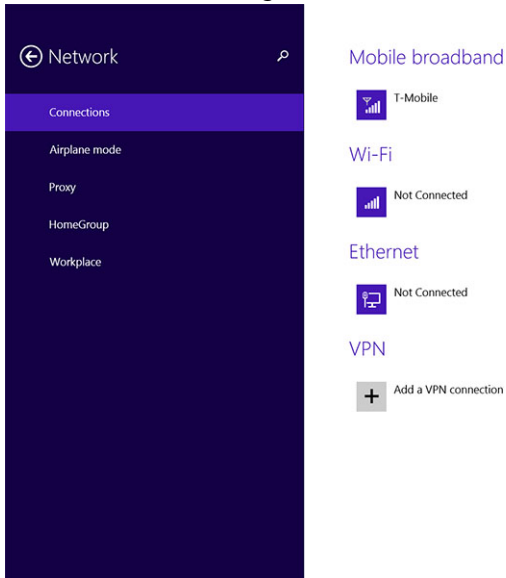 Network
Connections
Airplane mode
Proxy
HomeGroup
Workplace
Mobile broadband
T-Mobile
Wi-Fi
Not Connected
Ethernet
Not Connected
VPN
Add a VPN connection